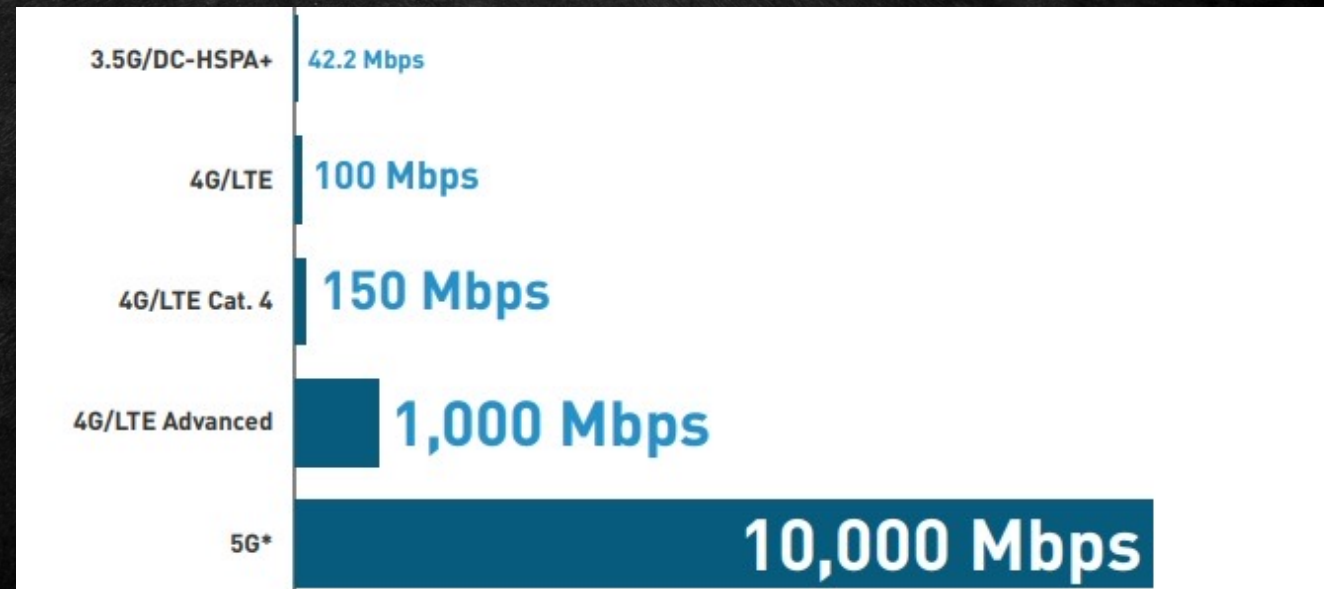 3.5G/DC-HSPA+ 42.2 Mbps
4G/LTE 100 Mbps
4G/LTE Cat. 4 150 Mbps
4G/LTE Advanced 1,000 Mbps
5G* 10,000 Mbps